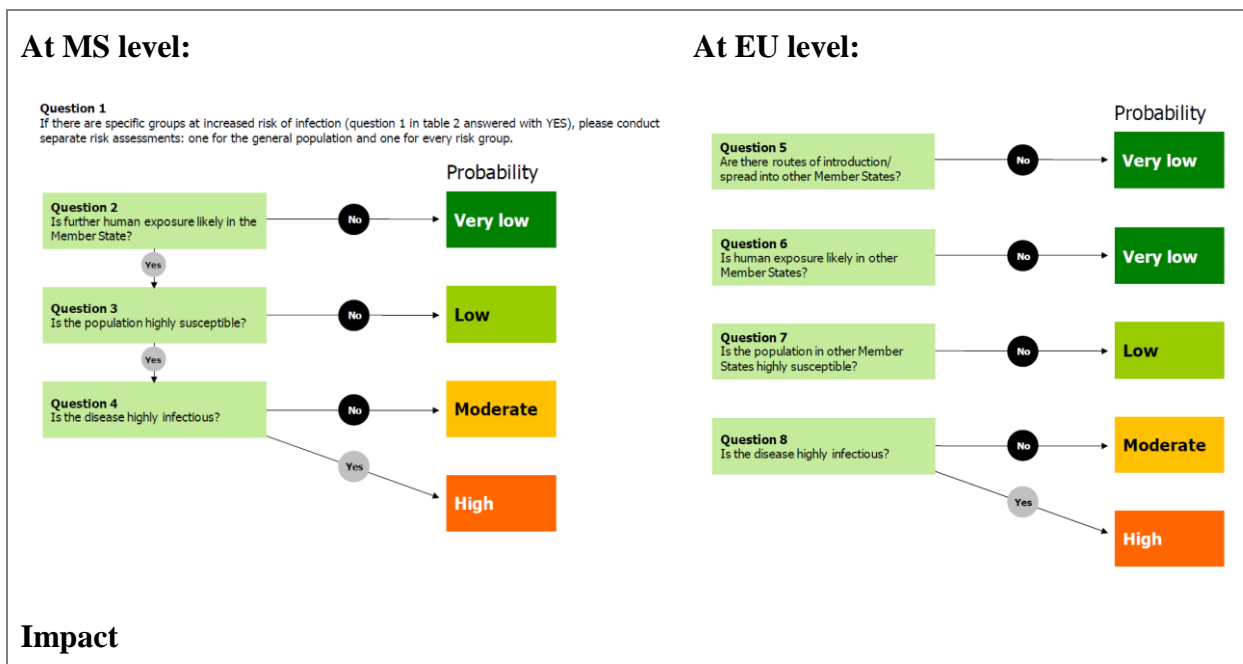 At MS level:
Question 1
If there are specific groups at increased risk of infection (question 1 in table 2 answered with YES), please conduct
separate risk assessments: one for the general population and one for every risk group.
Probability
Question 2
Is further human exposure likely in the
Member State?
No
Very low
Yes
Question 3
Is the population highly susceptible?
No
Low
Yes
Question 4
Is the disease highly infectious?
No
Moderate
Yes
High
At EU level:
Probability
Question 5
Are there routes of introduction/
spread into other Member States?
No
Very low
Question 6
Is human exposure likely in other
Member States?
No
Very low
Question 7
Is the population in other Member
States highly susceptible?
No
Low
Question 8
Is the disease highly infectious?
No
Moderate
Yes
High
Impact